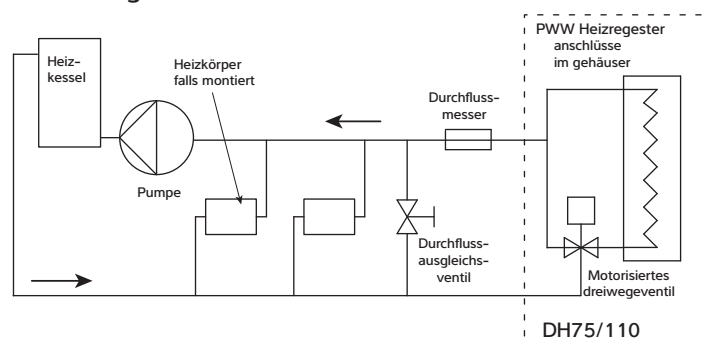 PWW Heizregester
anschlüsse
im gehäuser
Heiz-
kessel
Heizkörper
falls montiert
Durchfluss-
messer
Pumpe
Durchfluss-
ausgleichs-
ventil
Motorisiertes
dreiwegeventil
DH75/110